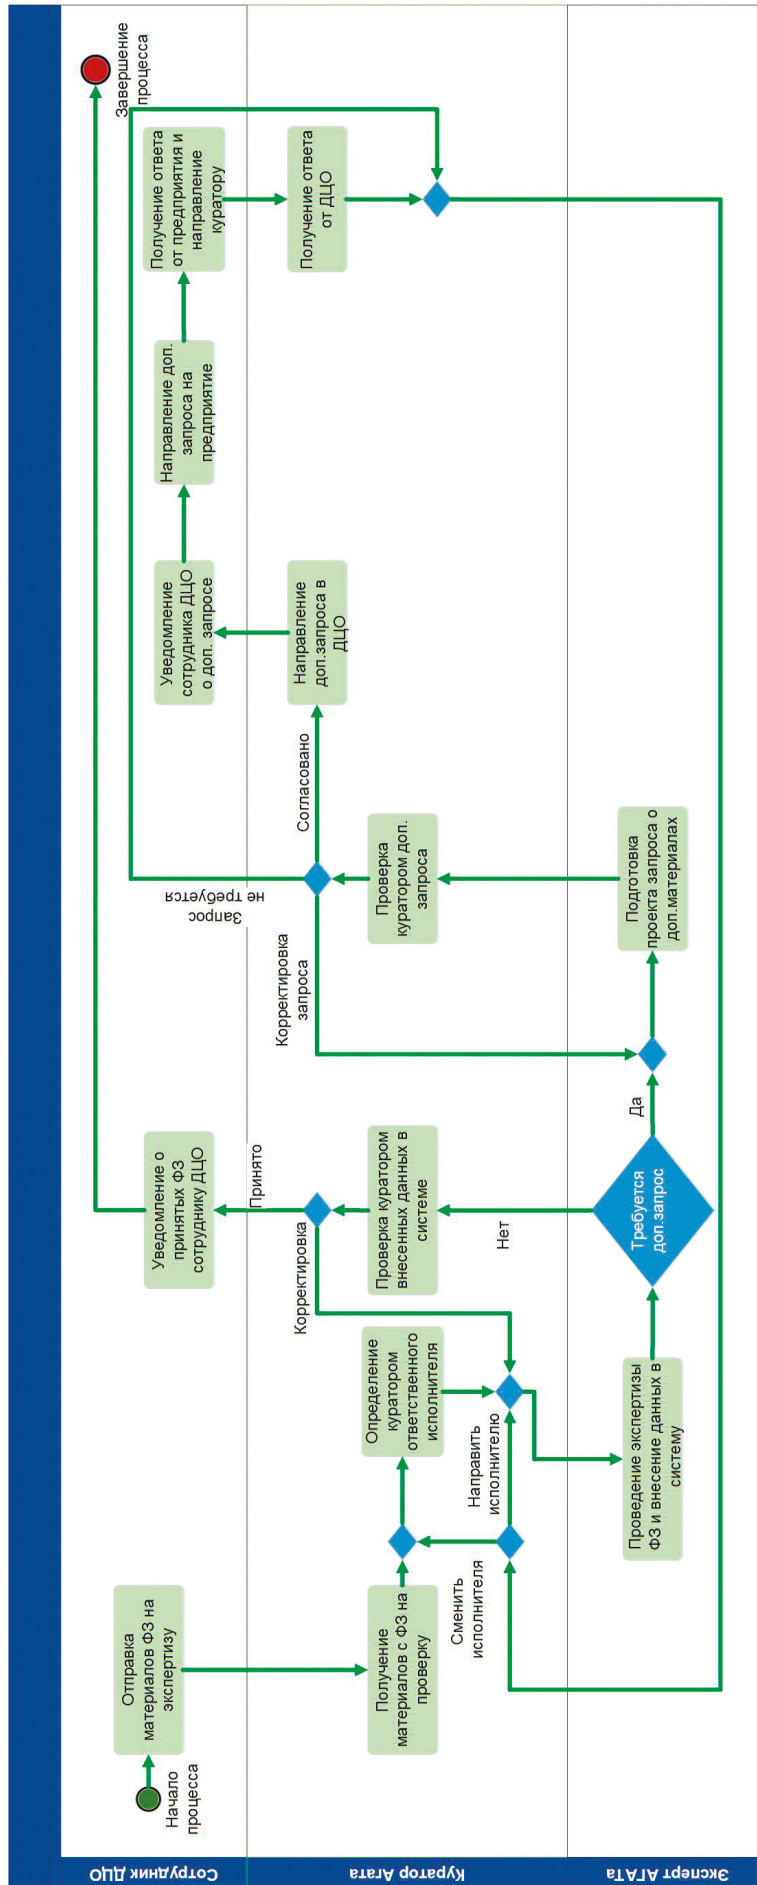 Сотрудник ДЦО
Начало
процесса
Отправка
материалов ФЗ на
экспертизу
Уведомление о
принятых ФЗ
сотруднику ДЦО
Уведомление
сотрудника ДЦО
о доп. запросе
Направление доп.
запроса на
предприятие
Получение ответа
от предприятия и
направление
куратору
Завершение
процесса
Куратор Агата
Получение
материалов с ФЗ на
проверку
Сменить
исполнителя
Определение
куратором
ответственного
исполнителя
Направить
исполнителю
Корректировка
Принято
Проверка куратором
внесенных данных в
системе
Нет
Корректировка
запроса
Запрос
не требуется
Проверка
куратором доп.
запроса
Согласовано
Направление
доп.запроса в
ДЦО
Получение ответа
от ДЦО
Эксперт АГАТа
Проведение экспертизы
ФЗ и внесение данных в
систему
Требуется
доп.запрос
Да
Подготовка
проекта запроса о
доп.материалах